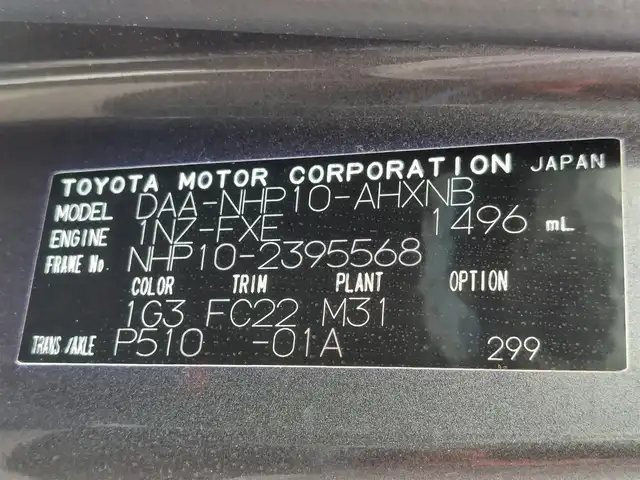 TOYOTA MOTOR CORPORATION JAPAN
MODEL DAA-NHP10-AHXNB
ENGINE 1NZ-FXE 1496 mL
FRAME No NHP10-2395568
COLOR TRIM PLANT OPTION
1G3 FC22 M31
TRANS/AXLE P510 -01A 299